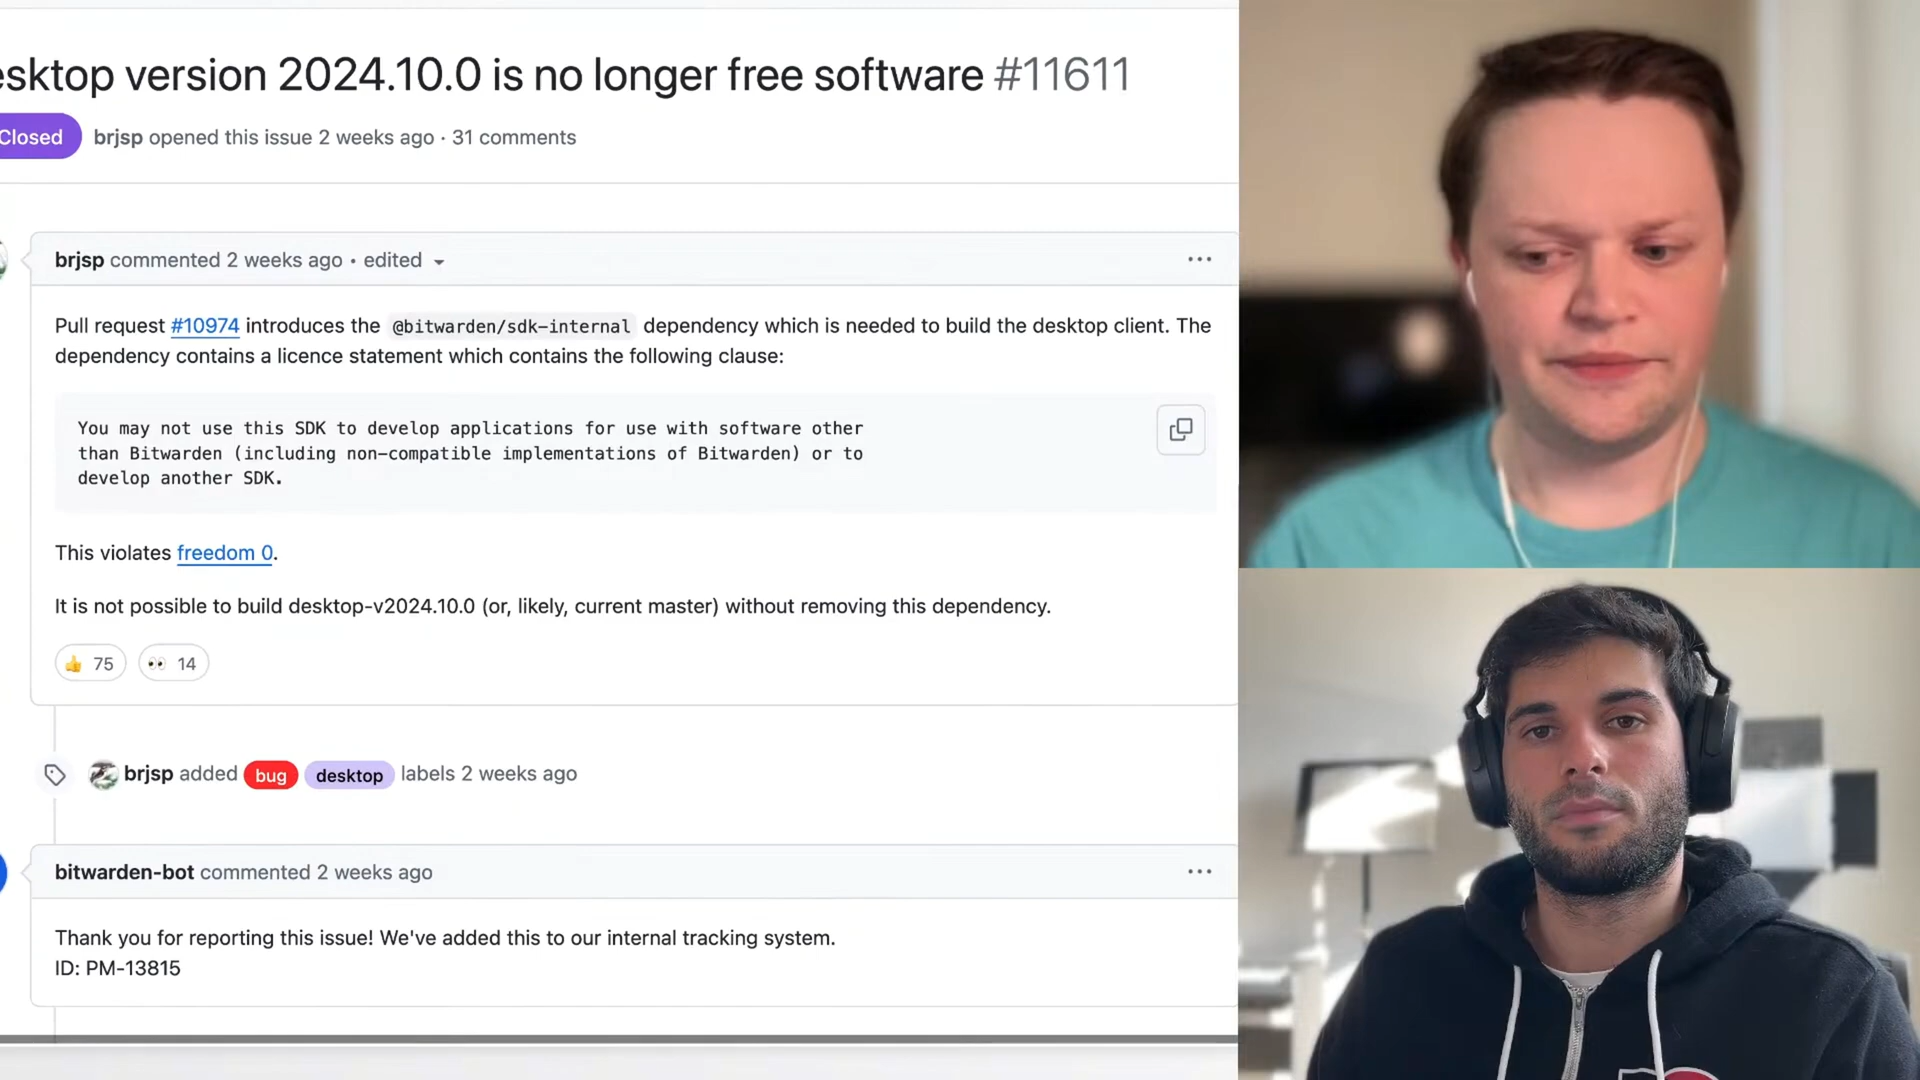 esktop version 2024.10.0 is no longer free software #11611
Closed brjsp opened this issue 2 weeks ago · 31 comments
brjsp commented 2 weeks ago • edited
Pull request #10974 introduces the @bitwarden/sdk-internal dependency which is needed to build the desktop client. The
dependency contains a licence statement which contains the following clause:
You may not use this SDK to develop applications for use with software other
than Bitwarden (including non-compatible implementations of Bitwarden) or to
develop another SDK.
This violates freedom 0.
It is not possible to build desktop-v2024.10.0 (or, likely, current master) without removing this dependency.
👍 75 👀 14
brjsp added bug desktop labels 2 weeks ago
bitwarden-bot commented 2 weeks ago
Thank you for reporting this issue! We've added this to our internal tracking system.
ID: PM-13815